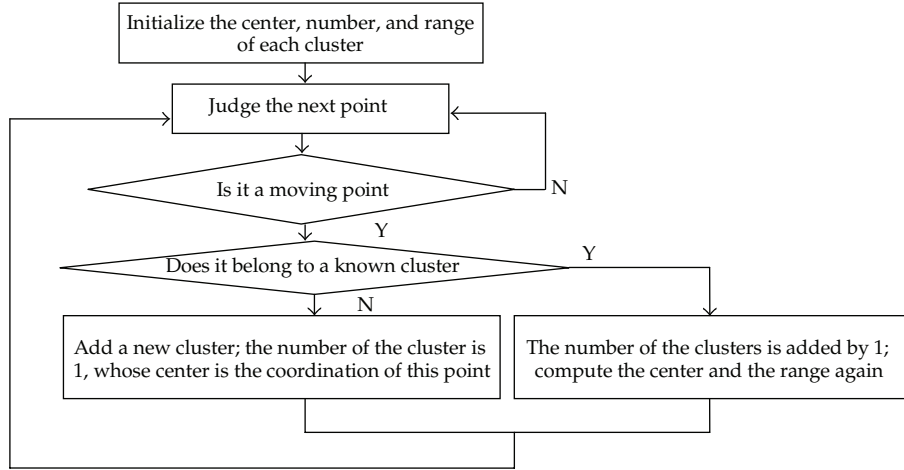 Initialize the center, number, and range
of each cluster
Judge the next point
Is it a moving point
N
Y
Does it belong to a known cluster
Y
N
Add a new cluster; the number of the cluster is
1, whose center is the coordination of this point
The number of the clusters is added by 1;
compute the center and the range again